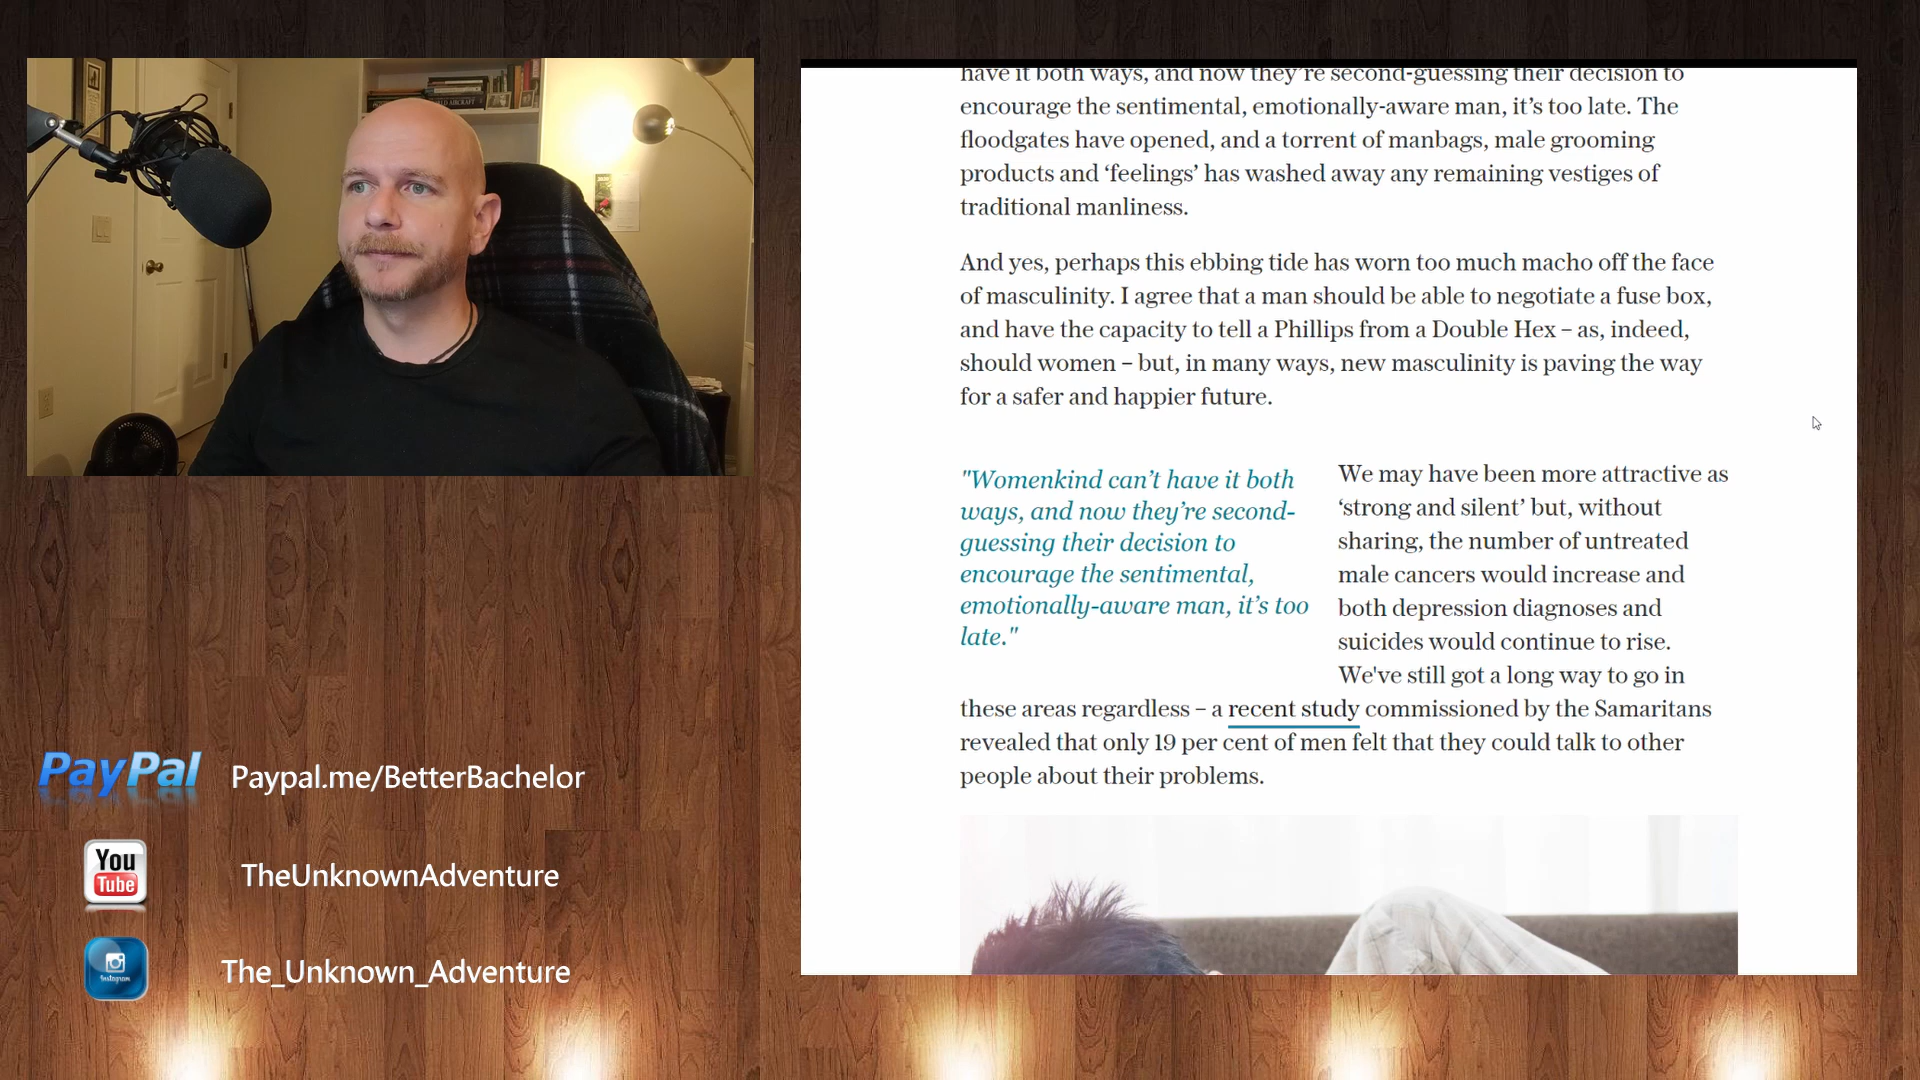 have it both ways, and now they're second-guessing their decision to
encourage the sentimental, emotionally-aware man, it's too late. The
floodgates have opened, and a torrent of manbags, male grooming
products and ‘feelings’ has washed away any remaining vestiges of
traditional manliness.
And yes, perhaps this ebbing tide has worn too much macho off the face
of masculinity. I agree that a man should be able to negotiate a fuse box,
and have the capacity to tell a Phillips from a Double Hex – as, indeed,
should women – but, in many ways, new masculinity is paving the way
for a safer and happier future.
"Womenkind can’t have it both
ways, and now they’re second-
guessing their decision to
encourage the sentimental,
emotionally-aware man, it’s too
late."
We may have been more attractive as
‘strong and silent’ but, without
sharing, the number of untreated
male cancers would increase and
both depression diagnoses and
suicides would continue to rise.
We've still got a long way to go in
these areas regardless – a recent study commissioned by the Samaritans
revealed that only 19 per cent of men felt that they could talk to other
people about their problems.
PayPal Paypal.me/BetterBachelor
You
Tube
TheUnknownAdventure
Instagram
The_Unknown_Adventure